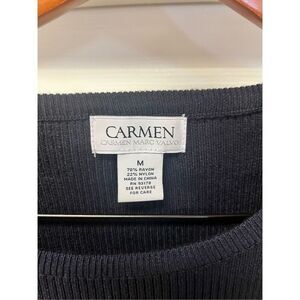 CARMEN
CARMEN MARC VALVO
M
78% RAYON
22% NYLON
MADE IN CHINA
RN 93179
SEE REVERSE
FOR CARE